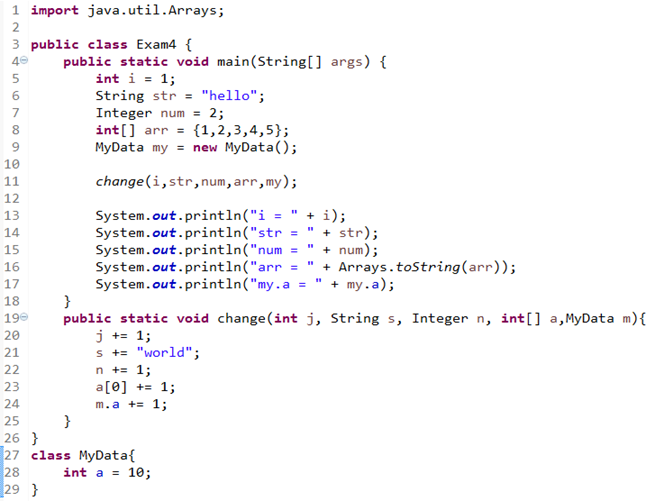 1 import java.util.Arrays;
2
3 public class Exam4 {
4 public static void main(String[] args) {
5 int i = 1;
6 String str = "hello";
7 Integer num = 2;
8 int[] arr = {1,2,3,4,5};
9 MyData my = new MyData();
10
11 change(i,str,num,arr,my);
12
13 System.out.println("i = " + i);
14 System.out.println("str = " + str);
15 System.out.println("num = " + num);
16 System.out.println("arr = " + Arrays.toString(arr));
17 System.out.println("my.a = " + my.a);
18 }
19 public static void change(int j, String s, Integer n, int[] a,MyData m){
20 j += 1;
21 s += "world";
22 n += 1;
23 a[0] += 1;
24 m.a += 1;
25 }
26 }
27 class MyData{
28 int a = 10;
29 }